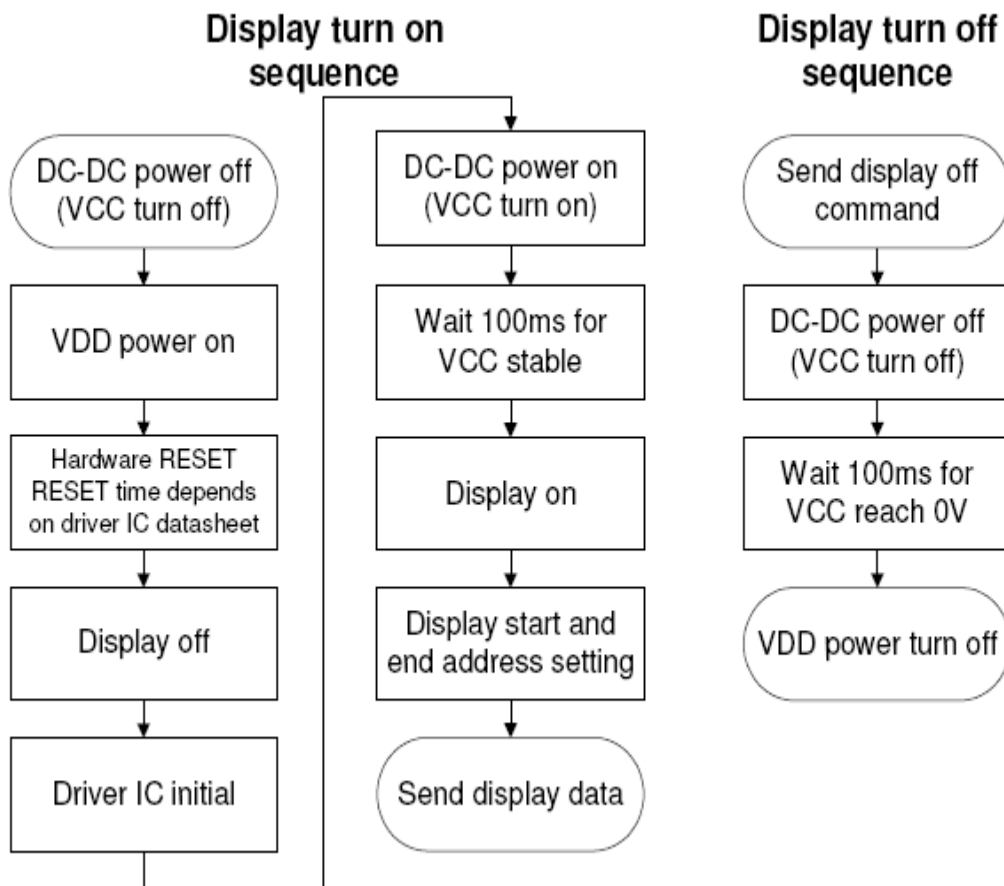 Display turn on
sequence
DC-DC power off
(VCC turn off)
VDD power on
Hardware RESET
RESET time depends
on driver IC datasheet
Display off
Driver IC initial
DC-DC power on
(VCC turn on)
Wait 100ms for
VCC stable
Display on
Display start and
end address setting
Send display data
Display turn off
sequence
Send display off
command
DC-DC power off
(VCC turn off)
Wait 100ms for
VCC reach 0V
VDD power turn off